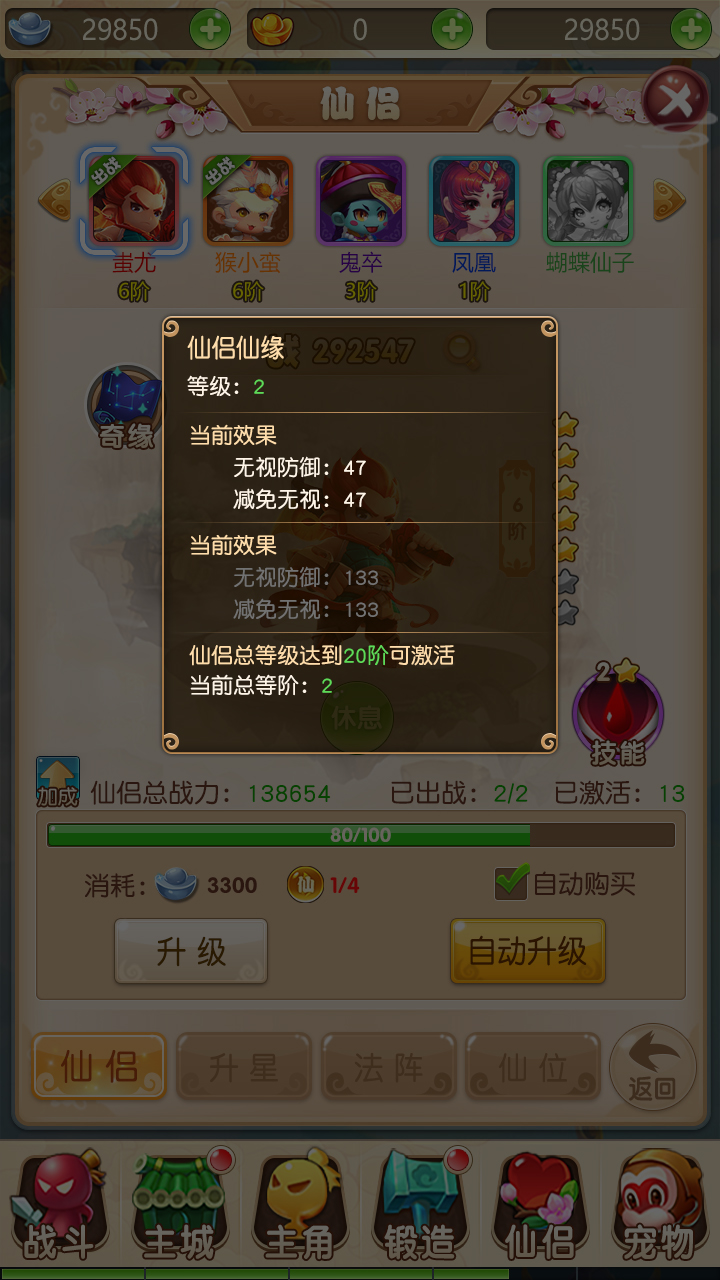 29850
0
29850
仙侣
出战
出战
蚩尤
猴小蛮
鬼卒
凤凰
蝴蝶仙子
6阶
6阶
3阶
1阶
292547
仙侣仙缘
等级：2
奇缘
当前效果
无视防御：47
减免无视：47
6阶
当前效果
无视防御：133
减免无视：133
仙侣总等级达到20阶可激活
当前总等阶：2
休息
2
技能
加成
仙侣总战力：138654
已出战：2/2
已激活：13
80/100
消耗：
3300
仙
1/4
自动购买
升级
自动升级
仙侣
升星
法阵
仙位
返回
战斗
主城
主角
锻造
仙侣
宠物